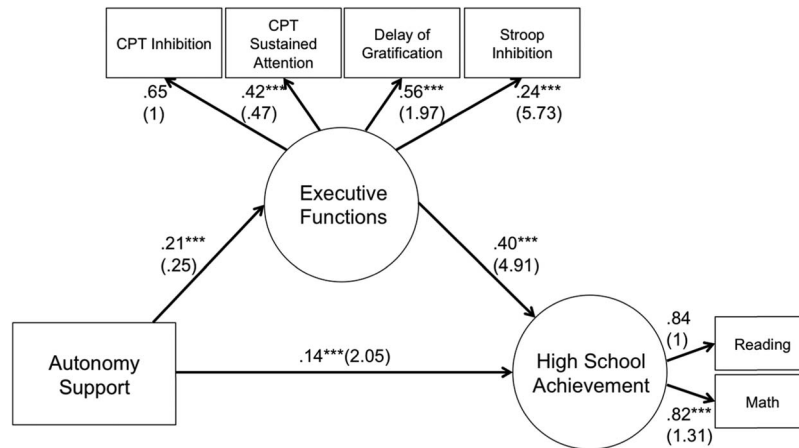 CPT Inhibition
CPT
Sustained
Attention
Delay of
Gratification
Stroop
Inhibition
.65
(1)
.42***
(.47)
.56***
(1.97)
.24***
(5.73)
Executive
Functions
.21***
(.25)
.40***
(4.91)
Autonomy
Support
.14***(2.05)
High School
Achievement
.84
(1)
Reading
Math
.82***
(1.31)